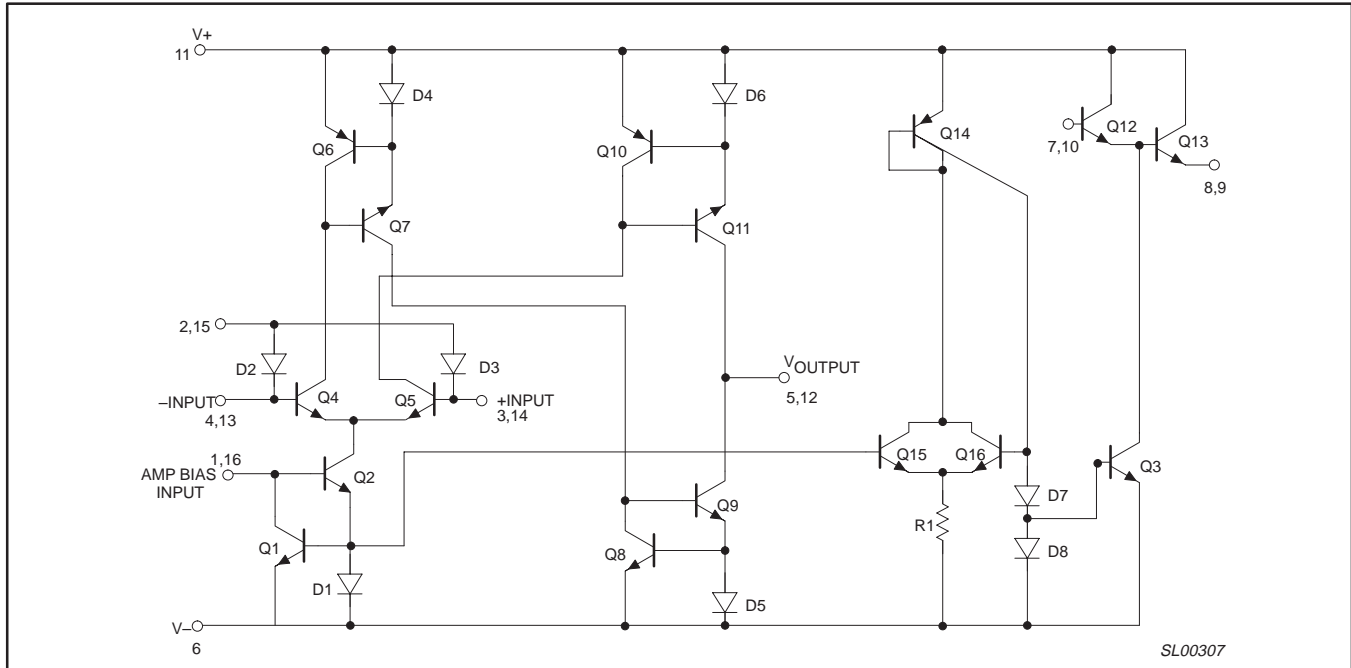 V+
11
D4
D6
Q6
Q10
Q14
Q12
7,10
Q13
8,9
Q7
Q11
2,15
D2
D3
–INPUT
4,13
Q4
Q5
+INPUT
3,14
VOUTPUT
5,12
AMP BIAS
INPUT
1,16
Q2
Q15
Q16
Q3
D7
Q9
R1
Q1
Q8
D8
D1
D5
V–
6
SL00307